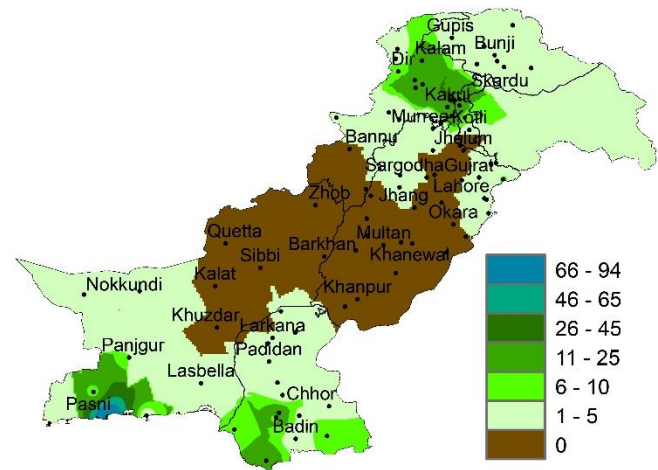 Gupis
Bunji
Kalam
Dir
Skardu
Kakul
Murree
Kotli
Bannu
Jhelum
Sargodha
Gujrat
Zhob
Jhang
Lahore
Okara
Quetta
Multan
Sibbi
Barkhan
Khanewal
Nokkundi
Kalat
Khanpur
Khuzdar
Larkana
Panjgur
Padidan
Lasbella
Pasni
Chhor
Badin
66 - 94
46 - 65
26 - 45
11 - 25
6 - 10
1 - 5
0